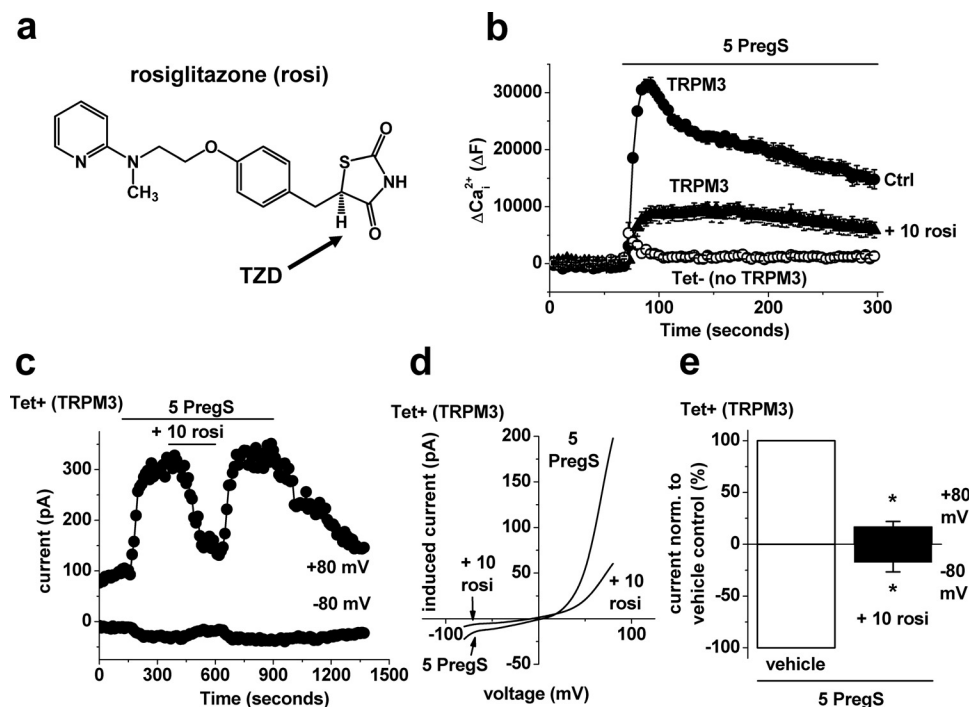 a
rosiglitazone (rosi)
N
N
CH3
O
S
O
NH
O
H
TZD
b
5 PregS
30000
20000
10000
0
ΔCai2+ (ΔF)
TRPM3
Ctrl
TRPM3
+ 10 rosi
Tet- (no TRPM3)
0 100 200 300
Time (seconds)
c
Tet+ (TRPM3)
5 PregS
+ 10 rosi
300
200
100
0
current (pA)
+80 mV
-80 mV
0 300 600 900 1200 1500
Time (seconds)
d
Tet+ (TRPM3)
induced current (pA)
200
150
100
50
-50
5
PregS
+ 10
rosi
+ 10
rosi
-100
100
5 PregS
voltage (mV)
e
Tet+ (TRPM3)
current norm. to
vehicle control (%)
100
50
0
-50
-100
*
+80
mV
-80
mV
*
+ 10 rosi
vehicle
5 PregS